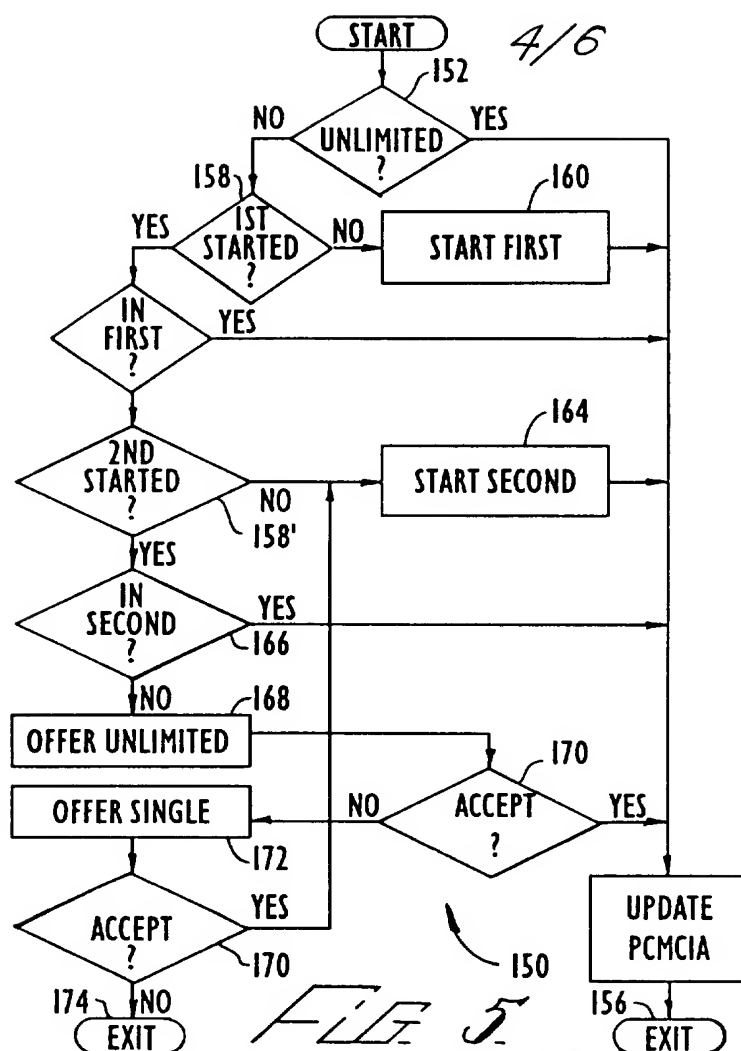 START
4/6
152
NO
UNLIMITED
?
YES
158
160
YES
1ST
STARTED
?
NO
START FIRST
IN
FIRST
?
YES
164
2ND
STARTED
?
NO
START SECOND
158'
YES
IN
SECOND
?
YES
166
NO
168
OFFER UNLIMITED
170
NO
ACCEPT
?
YES
OFFER SINGLE
172
ACCEPT
?
YES
170
UPDATE
PCMCIA
150
174
NO
EXIT
FIG. 5
156
EXIT